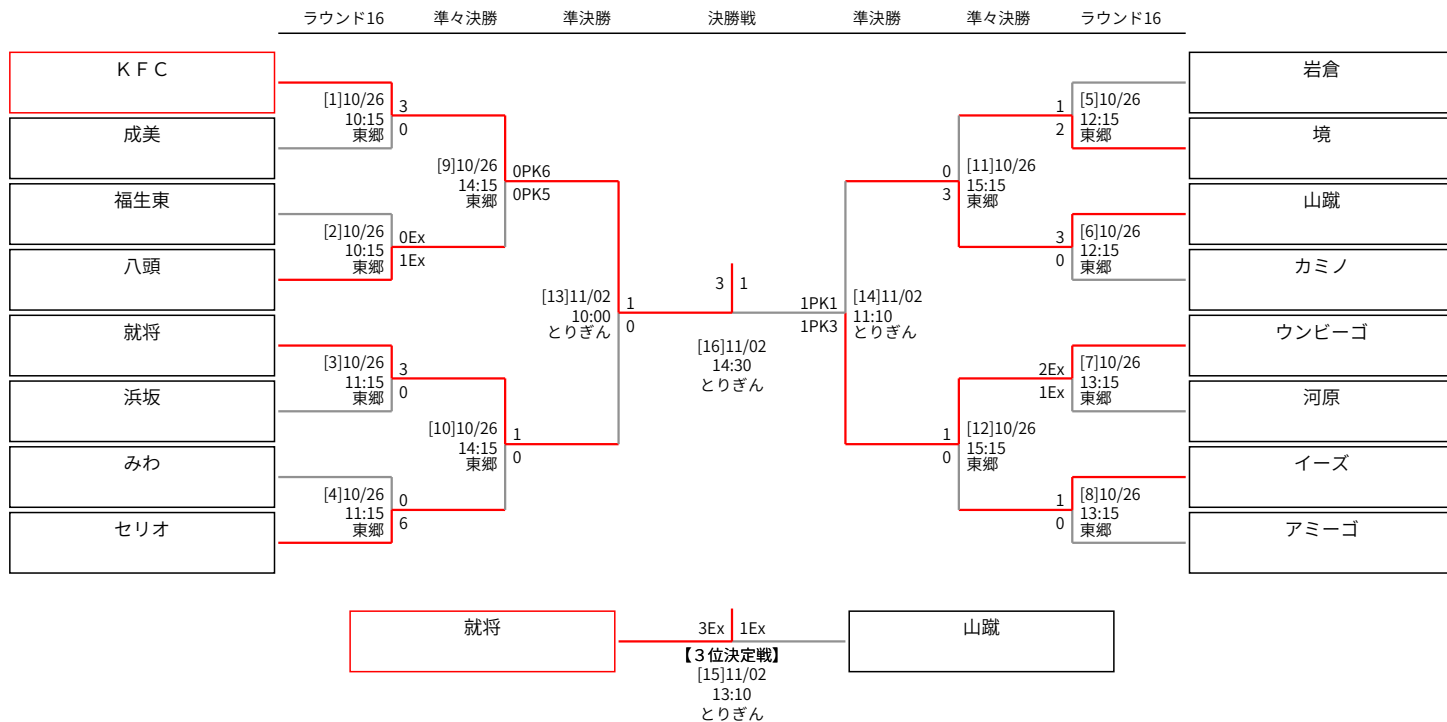 ラウンド16 準々決勝 準決勝 決勝戦 準決勝 準々決勝 ラウンド16
ＫＦＣ
成美
福生東
八頭
就将
浜坂
みわ
セリオ
[1]10/26
10:15
東郷
3
0
[2]10/26
10:15
東郷
0Ex
1Ex
[3]10/26
11:15
東郷
3
0
[4]10/26
11:15
東郷
0
6
[9]10/26
14:15
東郷
0PK6
0PK5
[10]10/26
14:15
東郷
1
0
[13]11/02
10:00
とりぎん
1
0
3 1
[16]11/02
14:30
とりぎん
1PK1
1PK3
[14]11/02
11:10
とりぎん
0
3
[11]10/26
15:15
東郷
1
0
[12]10/26
15:15
東郷
1
2
[5]10/26
12:15
東郷
3
0
[6]10/26
12:15
東郷
2Ex
1Ex
[7]10/26
13:15
東郷
1
0
[8]10/26
13:15
東郷
岩倉
境
山蹴
カミノ
ウンビーゴ
河原
イーズ
アミーゴ
就将
3Ex 1Ex
山蹴
【３位決定戦】
[15]11/02
13:10
とりぎん